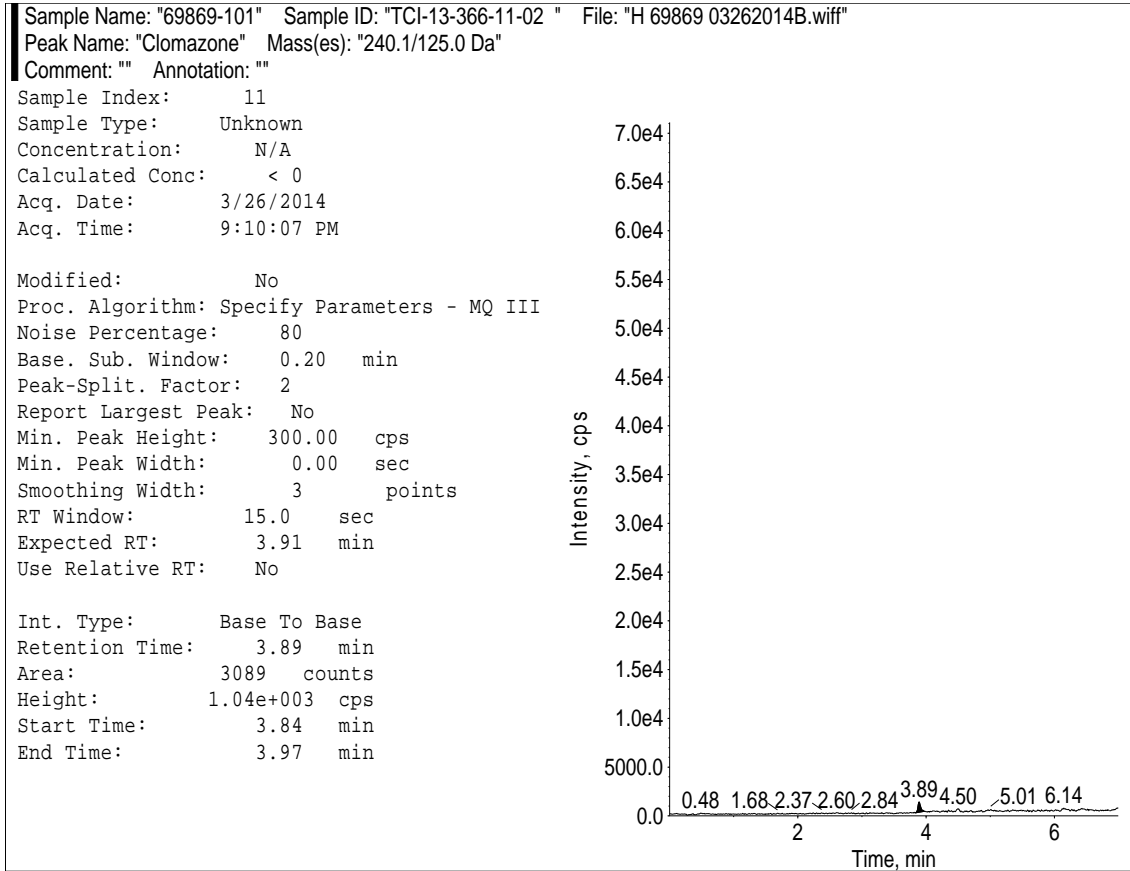 Sample Name: "69869-101" Sample ID: "TCI-13-366-11-02 " File: "H 69869 03262014B.wiff"
Peak Name: "Clomazone" Mass(es): "240.1/125.0 Da"
Comment: "" Annotation: ""
Sample Index: 11
Sample Type: Unknown
Concentration: N/A
Calculated Conc: < 0
Acq. Date: 3/26/2014
Acq. Time: 9:10:07 PM
Modified: No
Proc. Algorithm: Specify Parameters - MQ III
Noise Percentage: 80
Base. Sub. Window: 0.20 min
Peak-Split. Factor: 2
Report Largest Peak: No
Min. Peak Height: 300.00 cps
Min. Peak Width: 0.00 sec
Smoothing Width: 3 points
RT Window: 15.0 sec
Expected RT: 3.91 min
Use Relative RT: No
Int. Type: Base To Base
Retention Time: 3.89 min
Area: 3089 counts
Height: 1.04e+003 cps
Start Time: 3.84 min
End Time: 3.97 min
Intensity, cps
7.0e4
6.5e4
6.0e4
5.5e4
5.0e4
4.5e4
4.0e4
3.5e4
3.0e4
2.5e4
2.0e4
1.5e4
1.0e4
5000.0
0.0
0.48 1.68 2.37 2.60 2.84 3.89 4.50 5.01 6.14
2 4 6
Time, min